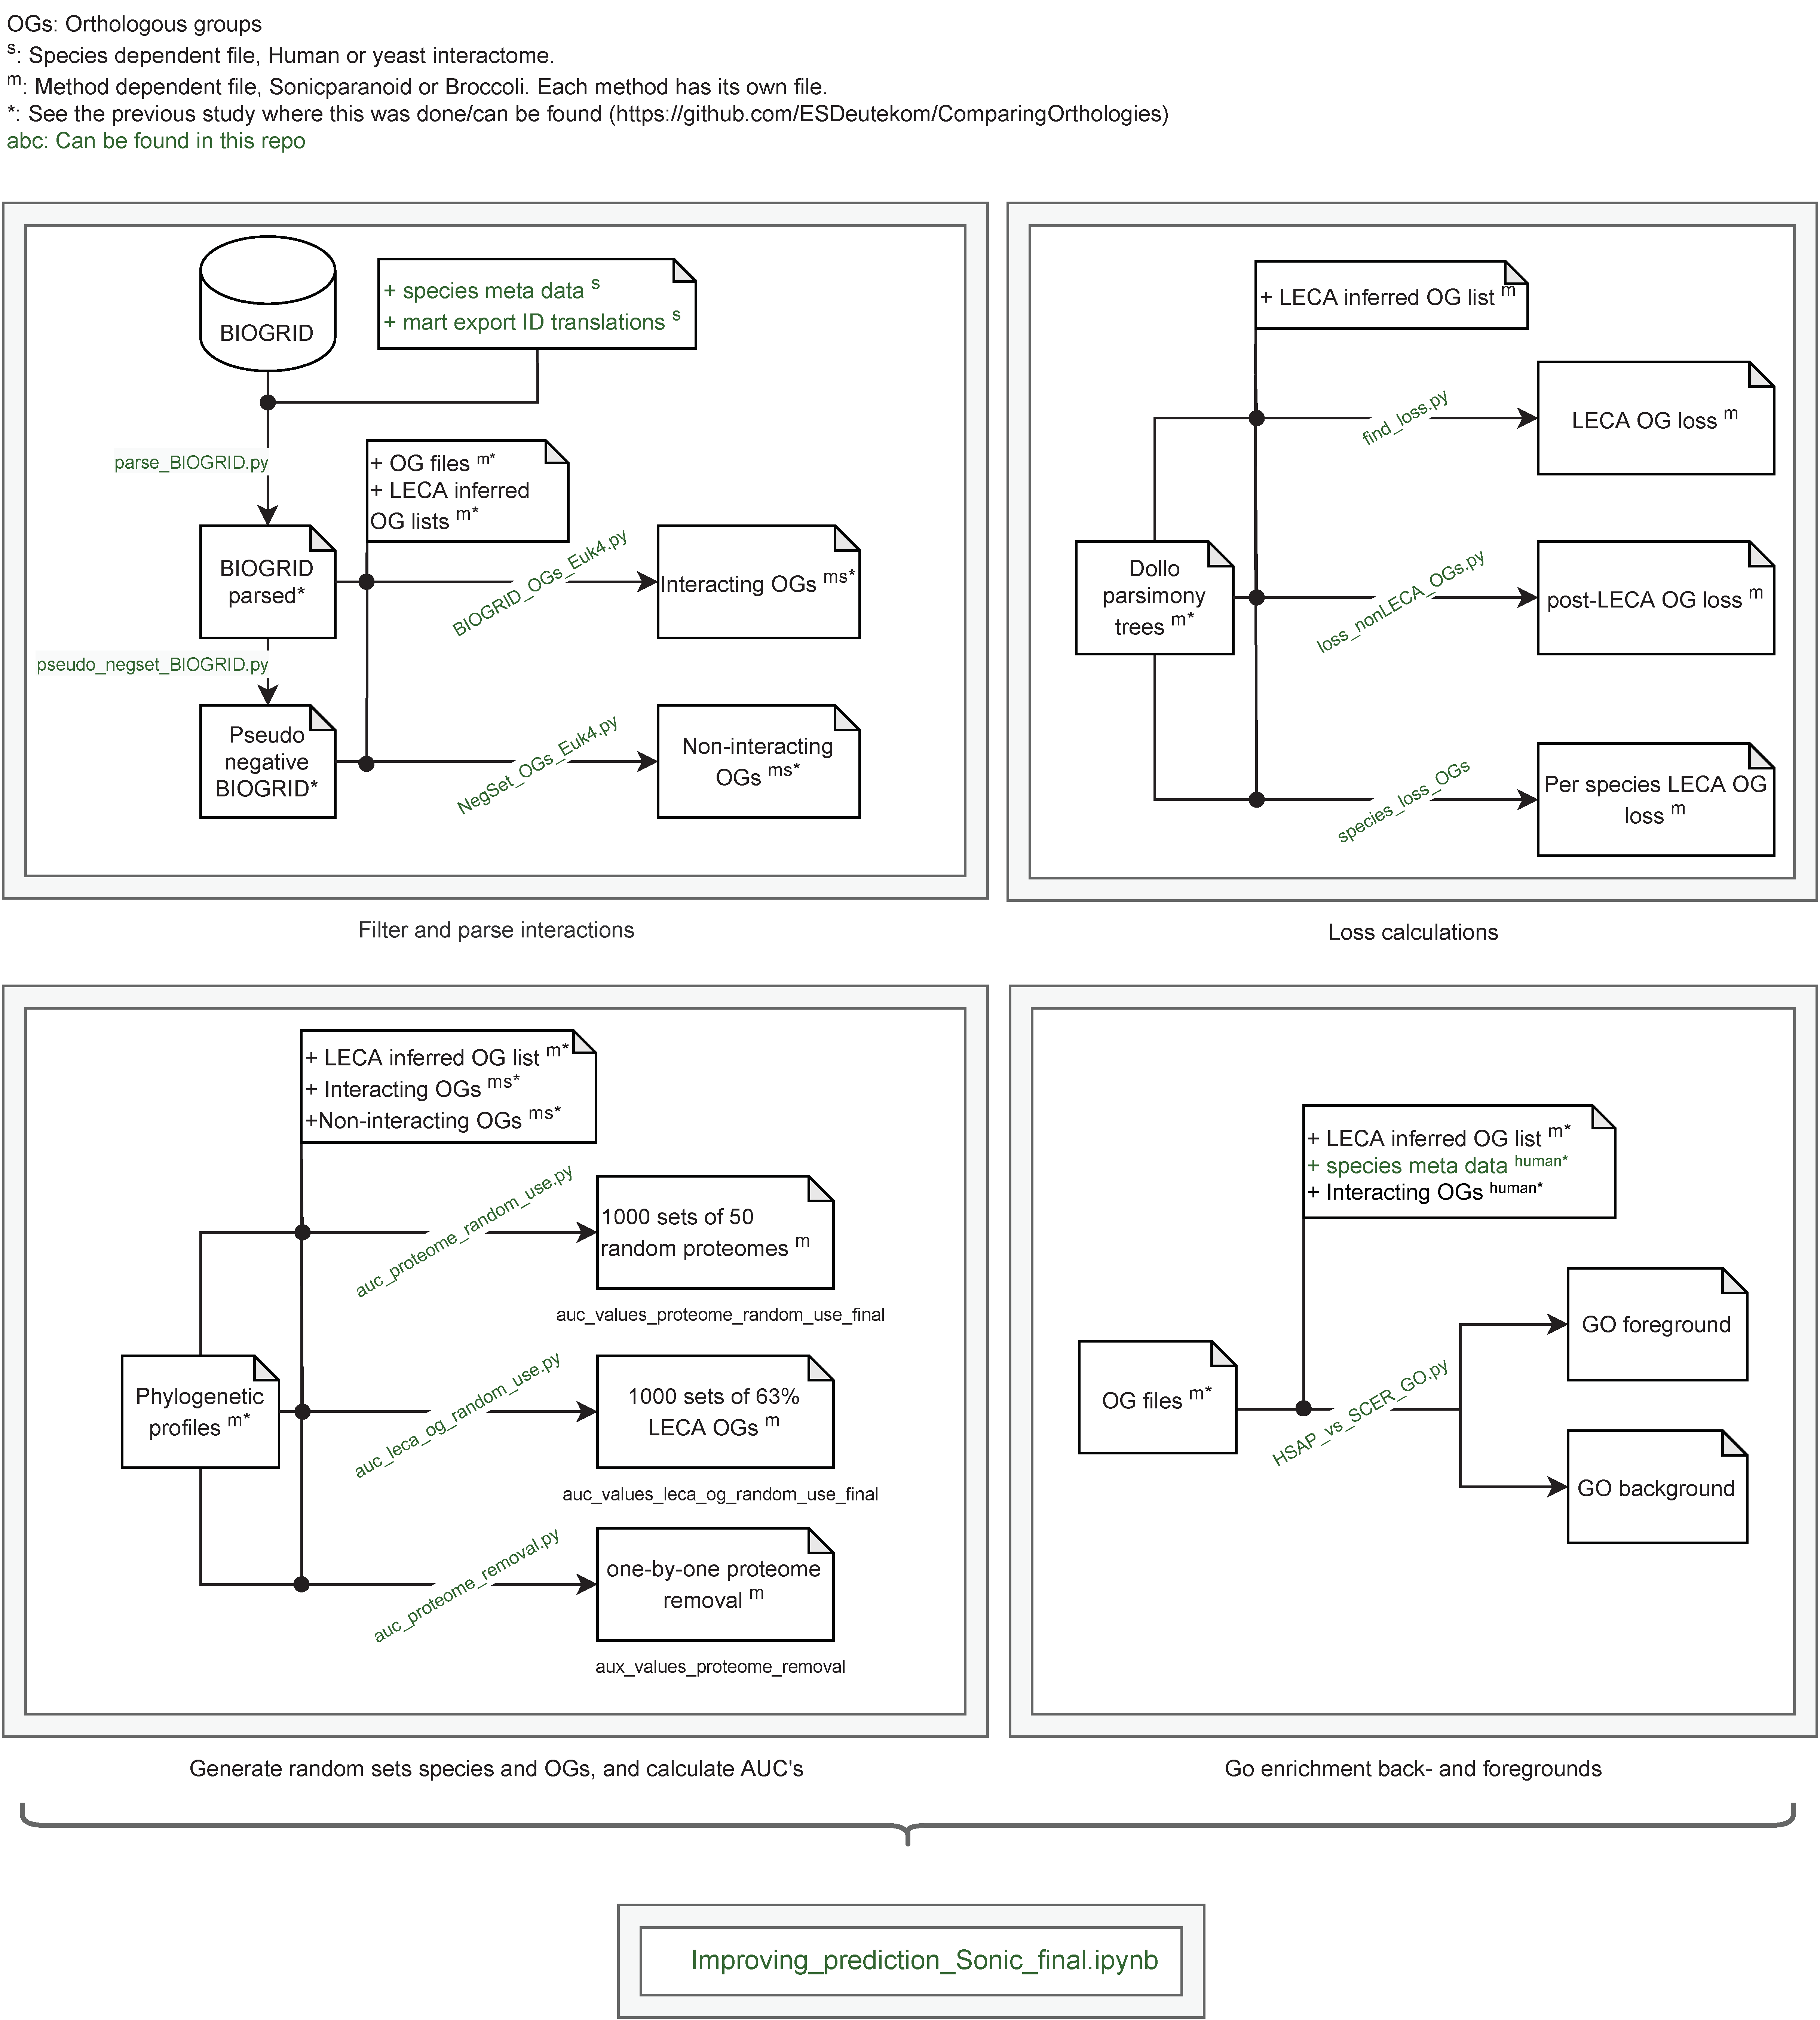 OGs: Orthologous groups
s: Species dependent file, Human or yeast interactome.
m: Method dependent file, Sonicparanoid or Broccoli. Each method has its own file.
*: See the previous study where this was done/can be found (https://github.com/ESDeutekom/ComparingOrthologies)
abc: Can be found in this repo
BIOGRID
+ species meta data s
+ mart export ID translations s
parse_BIOGRID.py
+ OG files m*
+ LECA inferred
OG lists m*
BIOGRID
parsed*
BIOGRID_OGs_Euk4.py
Interacting OGs ms*
pseudo_negset_BIOGRID.py
Pseudo
negative
BIOGRID*
NegSet_OGs_Euk4.py
Non-interacting
OGs ms*
Filter and parse interactions
+ LECA inferred OG list m
find_loss.py
LECA OG loss m
Dollo
parsimony
trees m*
loss_nonLECA_OGs.py
post-LECA OG loss m
species_loss_OGs
Per species LECA OG
loss m
Loss calculations
+ LECA inferred OG list m*
+ Interacting OGs ms*
+Non-interacting OGs ms*
auc_proteome_random_use.py
1000 sets of 50
random proteomes m
auc_values_proteome_random_use_final
Phylogenetic
profiles m*
auc_leca_og_random_use.py
1000 sets of 63%
LECA OGs m
auc_values_leca_og_random_use_final
auc_proteome_removal.py
one-by-one proteome
removal m
aux_values_proteome_removal
Generate random sets species and OGs, and calculate AUC's
+ LECA inferred OG list m*
+ species meta data human*
+ Interacting OGs human*
OG files m*
HSAP_vs_SCER_GO.py
GO foreground
GO background
Go enrichment back- and foregrounds
Improving_prediction_Sonic_final.ipynb